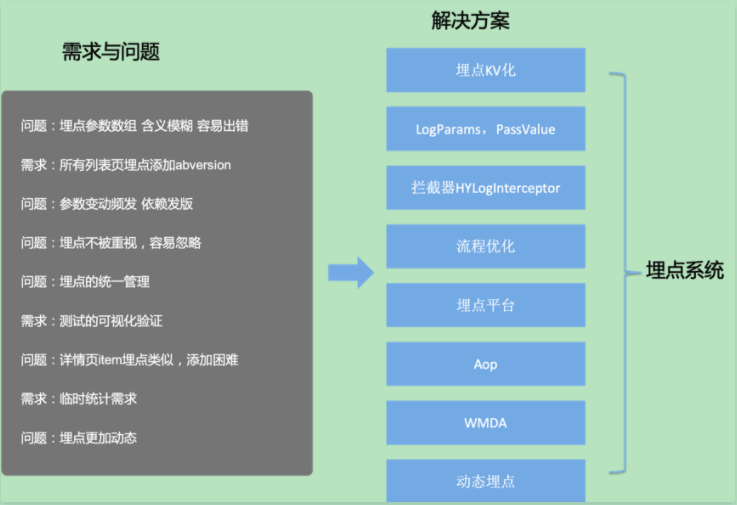 需求与问题
问题：埋点参数数组 含义模糊 容易出错
需求：所有列表页埋点添加abversion
问题：参数变动频发 依赖发版
问题：埋点不被重视，容易忽略
问题：埋点的统一管理
需求：测试的可视化验证
问题：详情页item埋点类似，添加困难
需求：临时统计需求
问题：埋点更加动态
解决方案
埋点KV化
LogParams，PassValue
拦截器HYLogInterceptor
流程优化
埋点平台
Aop
WMDA
动态埋点
埋点系统